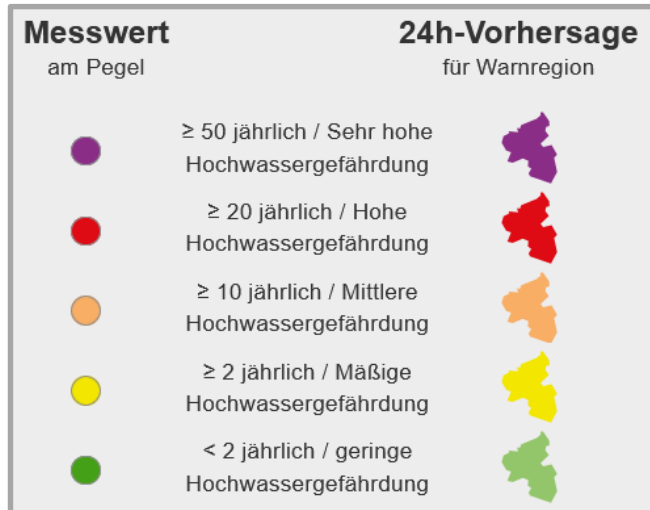 Messwert 24h-Vorhersage
am Pegel für Warnregion
≥ 50 jährlich / Sehr hohe
Hochwassergefährdung
≥ 20 jährlich / Hohe
Hochwassergefährdung
≥ 10 jährlich / Mittlere
Hochwassergefährdung
≥ 2 jährlich / Mäßige
Hochwassergefährdung
< 2 jährlich / geringe
Hochwassergefährdung